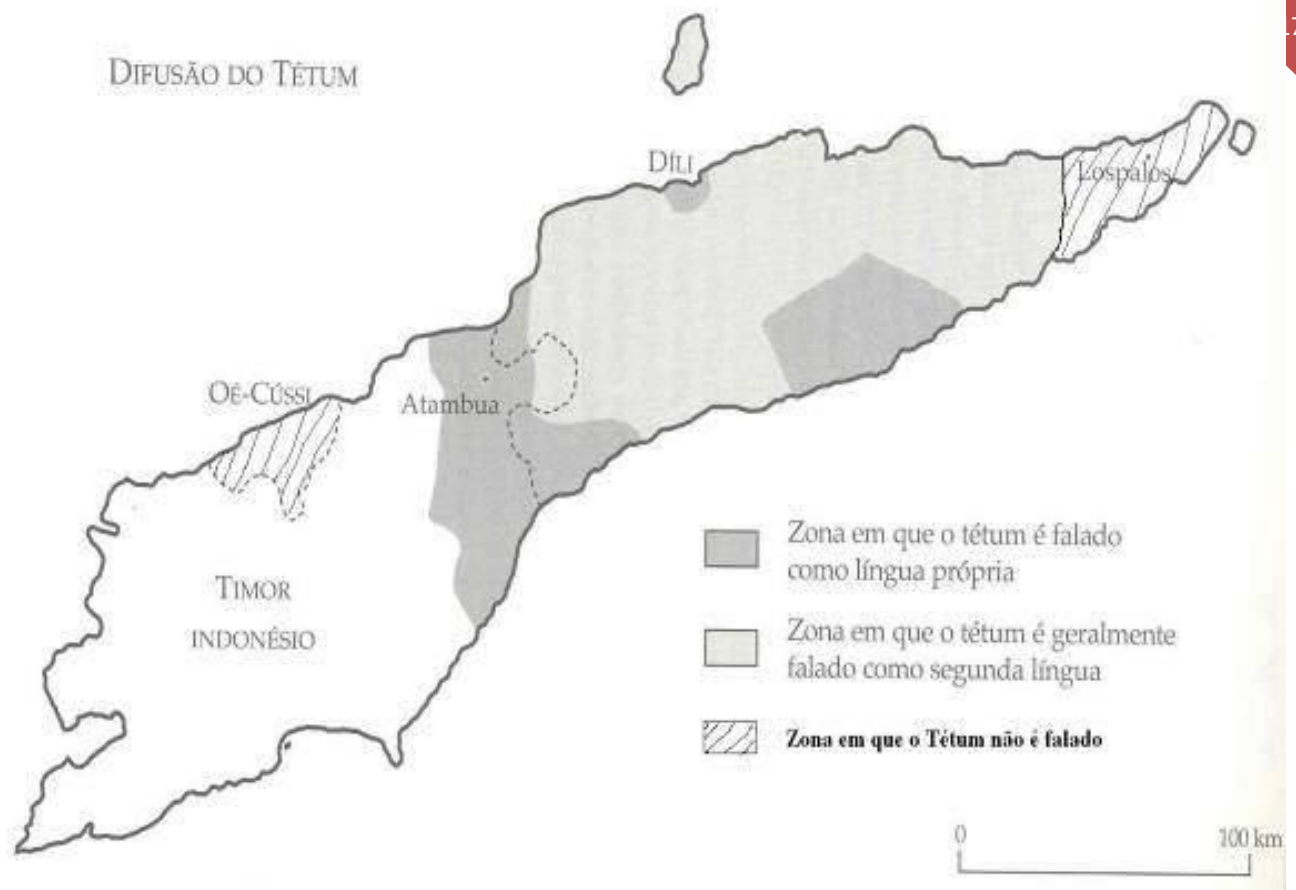 DIFUSÃO DO TÉTUM
DÍLI
Lospalos
OÉ-CÚSSI
Atambua
TIMOR
INDONÉSIO
Zona em que o tétum é falado
como língua própria
Zona em que o tétum é geralmente
falado como segunda língua
Zona em que o Tétum não é falado
0 100 km